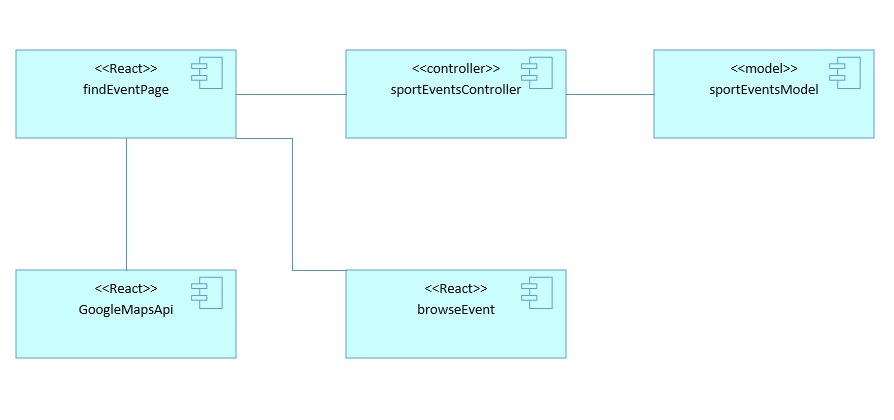 <<React>>
findEventPage
<<controller>>
sportEventsController
<<model>>
sportEventsModel
<<React>>
GoogleMapsApi
<<React>>
browseEvent